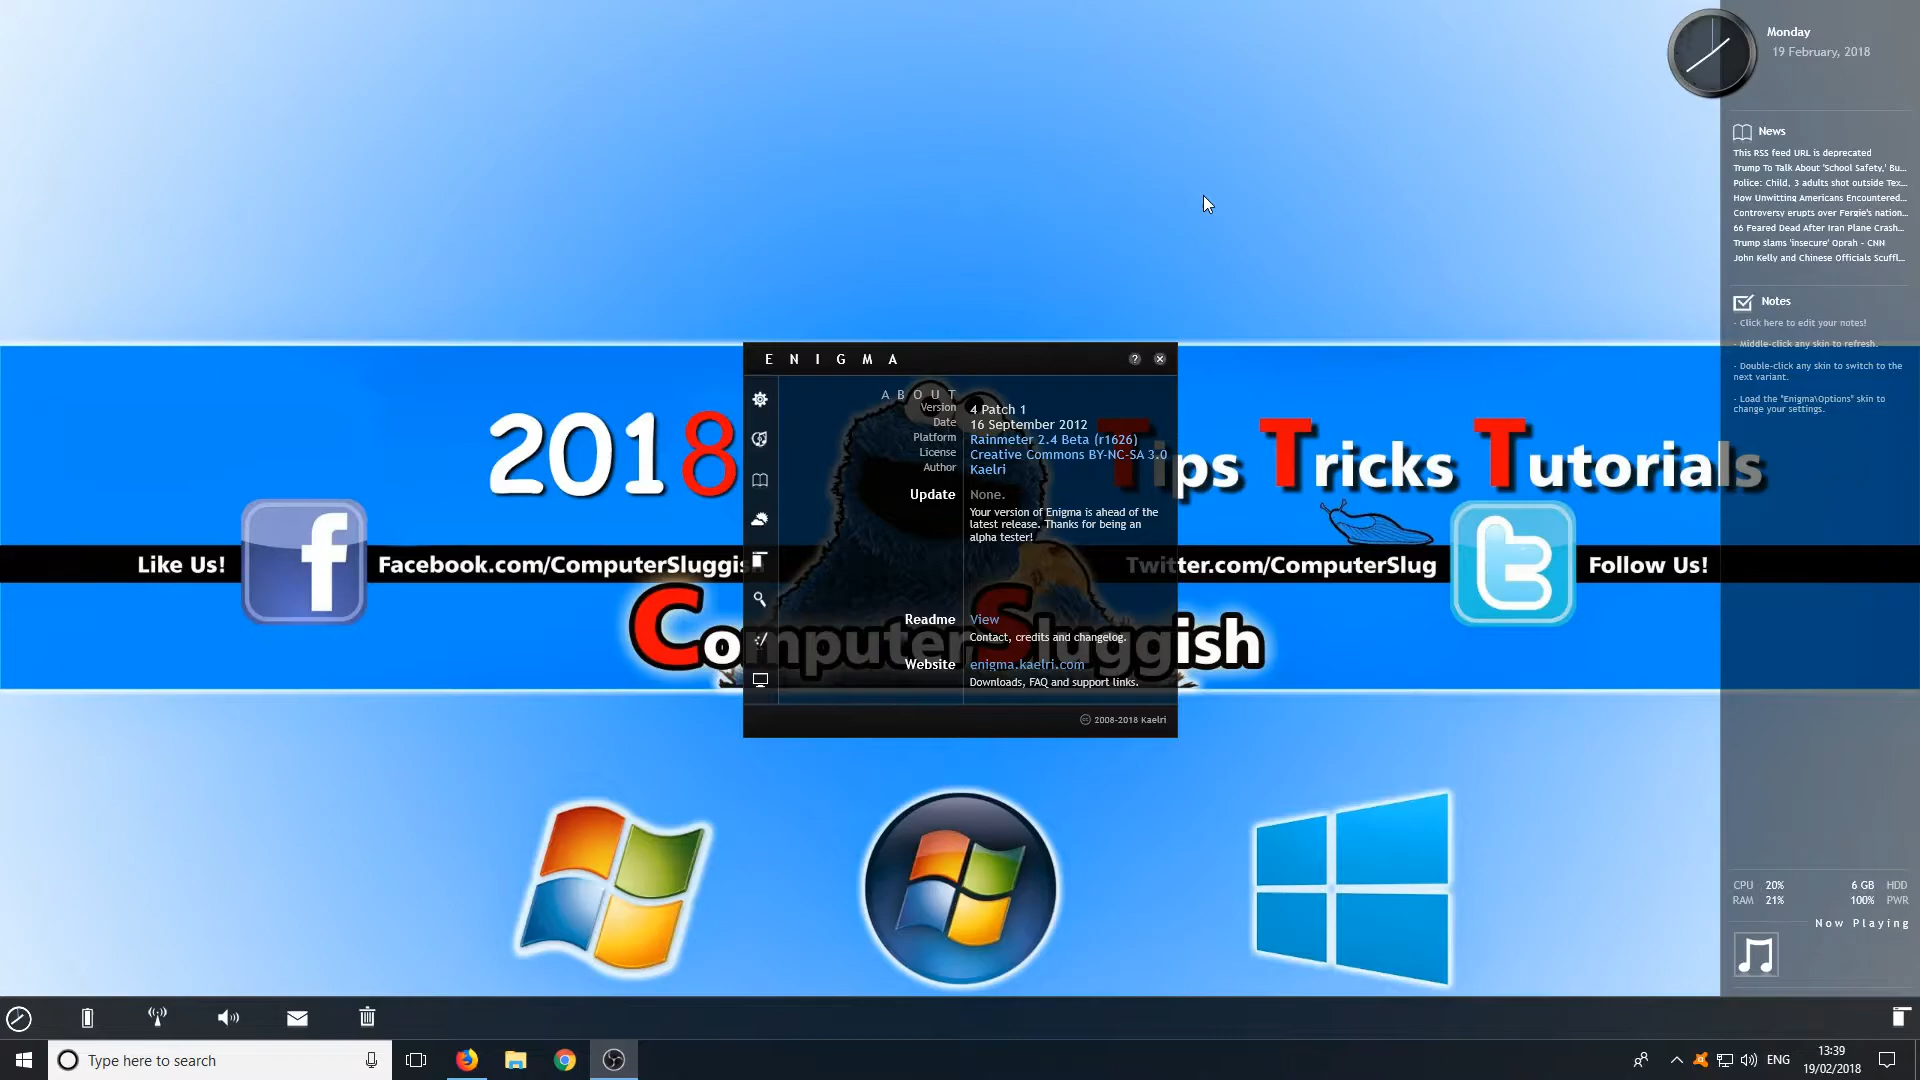 Monday
19 February, 2018
News
This RSS feed URL is deprecated
Trump To Talk About 'School Safety,' Bu...
Police: Child, 3 adults shot outside Tex...
How Unwitting Americans Encountered...
Controversy erupts over Fergie's nation...
66 Feared Dead After Iran Plane Crash...
Trump slams 'insecure' Oprah - CNN
John Kelly and Chinese Officials Scuffl...
Notes
- Click here to edit your notes!
- Middle-click any skin to refresh.
- Double-click any skin to switch to the
next variant.
- Load the "Enigma\Options" skin to
change your settings.
ENIGMA
?
ABOUT
Version 4 Patch 1
Date 16 September 2012
Platform Rainmeter 2.4 Beta (r1626)
License Creative Commons BY-NC-SA 3.0
Author Kaelri
Update None.
Your version of Enigma is ahead of the
latest release. Thanks for being an
alpha tester!
Readme View
Contact, credits and changelog.
Website enigma.kaelri.com
Downloads, FAQ and support links.
cc 2008-2018 Kaelri
2018
Tips Tricks Tutorials
Like Us!
f
Facebook.com/ComputerSluggish
Twitter.com/ComputerSlug
t
Follow Us!
ComputerSluggish
CPU 20% 6 GB HDD
RAM 21% 100% PWR
Now Playing
Type here to search
ENG
13:39
19/02/2018